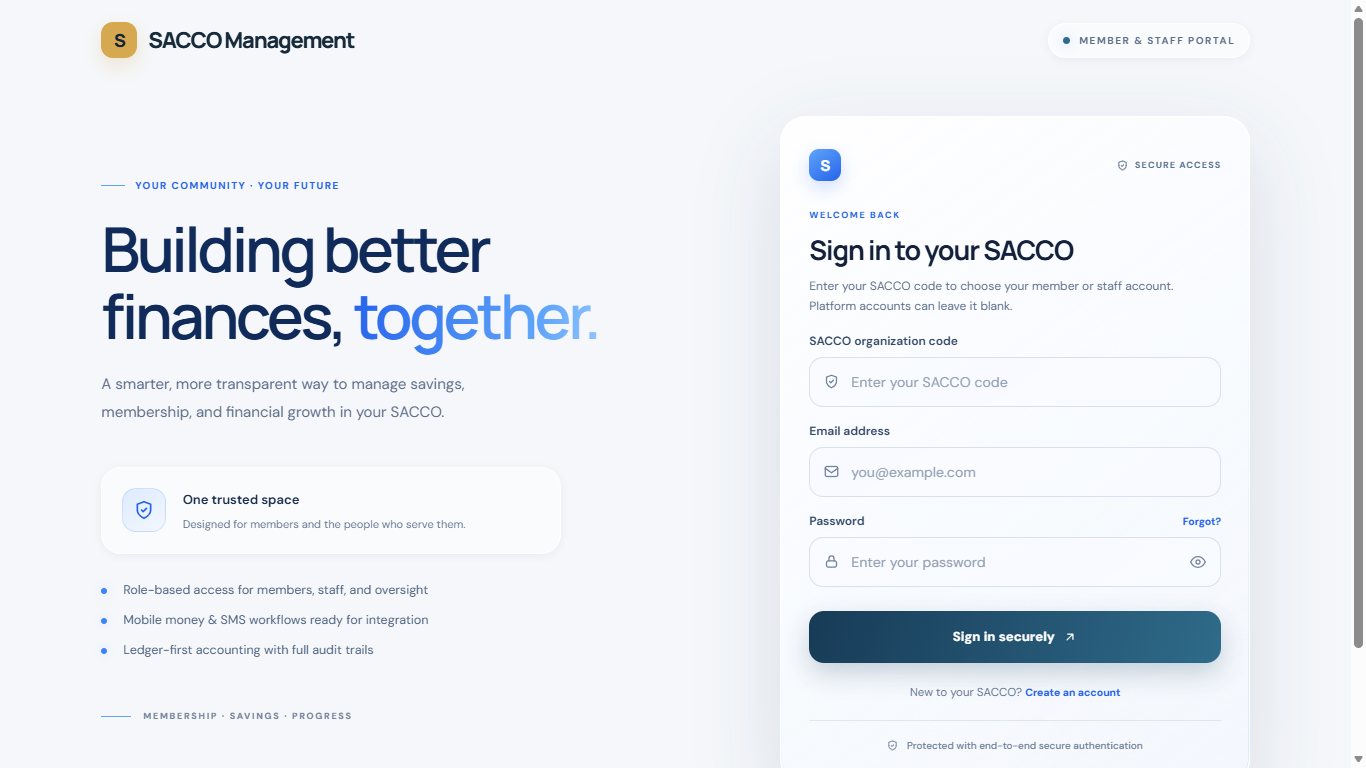 S SACCO Management
MEMBER & STAFF PORTAL
YOUR COMMUNITY · YOUR FUTURE
Building better
finances, together.
A smarter, more transparent way to manage savings,
membership, and financial growth in your SACCO.
One trusted space
Designed for members and the people who serve them.
Role-based access for members, staff, and oversight
Mobile money & SMS workflows ready for integration
Ledger-first accounting with full audit trails
MEMBERSHIP · SAVINGS · PROGRESS
S
SECURE ACCESS
WELCOME BACK
Sign in to your SACCO
Enter your SACCO code to choose your member or staff account.
Platform accounts can leave it blank.
SACCO organization code
Enter your SACCO code
Email address
you@example.com
Password
Forgot?
Enter your password
Sign in securely
New to your SACCO? Create an account
Protected with end-to-end secure authentication